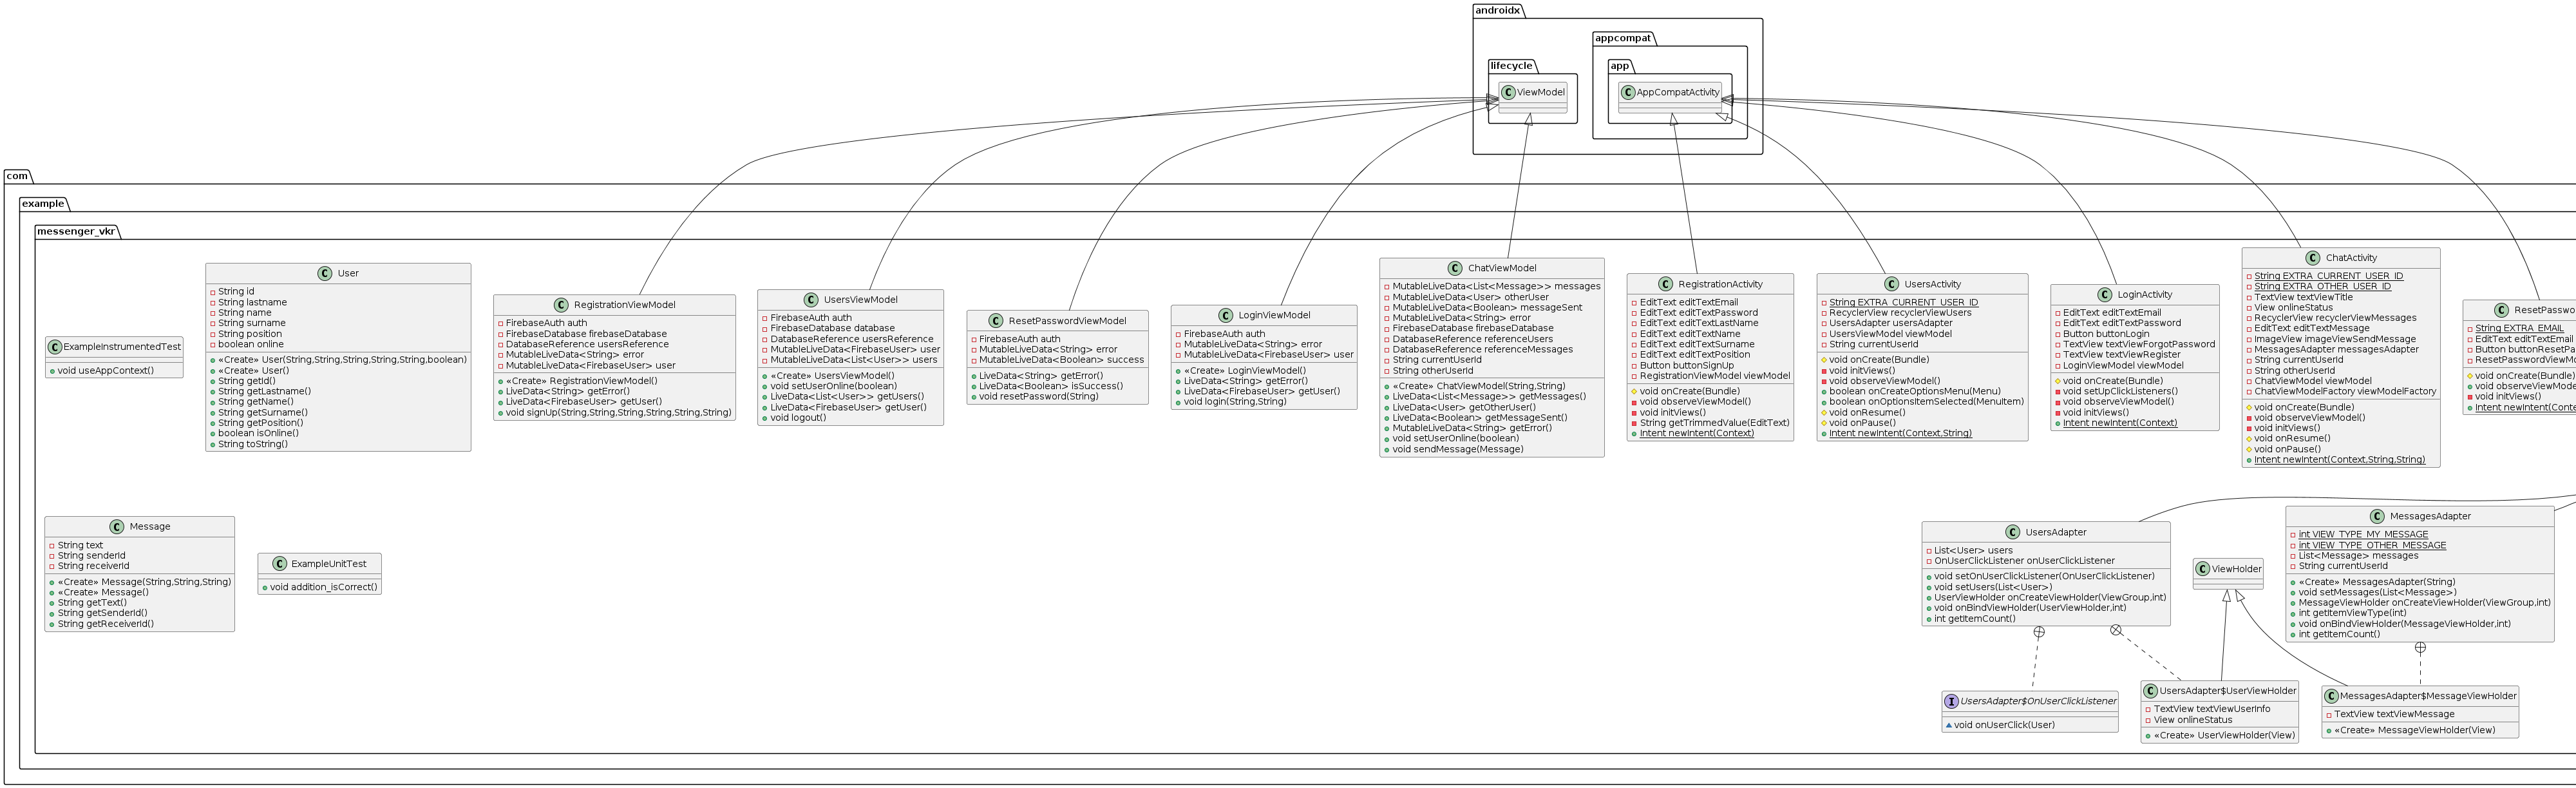 androidx
appcompat
lifecycle
app
C ViewModel
C AppCompatActivity
com
example
messenger_vkr
C ExampleInstrumentedTest
void useAppContext()
C User
String id
String lastname
String name
String surname
String position
boolean online
«Create» User(String,String,String,String,String,boolean)
«Create» User()
String getId()
String getLastname()
String getName()
String getSurname()
String getPosition()
boolean isOnline()
String toString()
C RegistrationViewModel
FirebaseAuth auth
FirebaseDatabase firebaseDatabase
DatabaseReference usersReference
MutableLiveData<String> error
MutableLiveData<FirebaseUser> user
«Create» RegistrationViewModel()
LiveData<String> getError()
LiveData<FirebaseUser> getUser()
void signUp(String,String,String,String,String,String)
C UsersViewModel
FirebaseAuth auth
FirebaseDatabase database
DatabaseReference usersReference
MutableLiveData<FirebaseUser> user
MutableLiveData<List<User>> users
«Create» UsersViewModel()
void setUserOnline(boolean)
LiveData<List<User>> getUsers()
LiveData<FirebaseUser> getUser()
void logout()
C ResetPasswordViewModel
FirebaseAuth auth
MutableLiveData<String> error
MutableLiveData<Boolean> success
LiveData<String> getError()
LiveData<Boolean> isSuccess()
void resetPassword(String)
C LoginViewModel
FirebaseAuth auth
MutableLiveData<String> error
MutableLiveData<FirebaseUser> user
«Create» LoginViewModel()
LiveData<String> getError()
LiveData<FirebaseUser> getUser()
void login(String,String)
C ChatViewModel
MutableLiveData<List<Message>> messages
MutableLiveData<User> otherUser
MutableLiveData<Boolean> messageSent
MutableLiveData<String> error
FirebaseDatabase firebaseDatabase
DatabaseReference referenceUsers
DatabaseReference referenceMessages
String currentUserId
String otherUserId
«Create» ChatViewModel(String,String)
LiveData<List<Message>> getMessages()
LiveData<User> getOtherUser()
LiveData<Boolean> getMessageSent()
MutableLiveData<String> getError()
void setUserOnline(boolean)
void sendMessage(Message)
C RegistrationActivity
EditText editTextEmail
EditText editTextPassword
EditText editTextLastName
EditText editTextName
EditText editTextSurname
EditText editTextPosition
Button buttonSignUp
RegistrationViewModel viewModel
void onCreate(Bundle)
void observeViewModel()
void initViews()
String getTrimmedValue(EditText)
Intent newIntent(Context)
C UsersActivity
String EXTRA_CURRENT_USER_ID
RecyclerView recyclerViewUsers
UsersAdapter usersAdapter
UsersViewModel viewModel
String currentUserId
void onCreate(Bundle)
void initViews()
void observeViewModel()
boolean onCreateOptionsMenu(Menu)
boolean onOptionsItemSelected(MenuItem)
void onResume()
void onPause()
Intent newIntent(Context,String)
C LoginActivity
EditText editTextEmail
EditText editTextPassword
Button buttonLogin
TextView textViewForgotPassword
TextView textViewRegister
LoginViewModel viewModel
void onCreate(Bundle)
void setUpClickListeners()
void observeViewModel()
void initViews()
Intent newIntent(Context)
C ChatActivity
String EXTRA_CURRENT_USER_ID
String EXTRA_OTHER_USER_ID
TextView textViewTitle
View onlineStatus
RecyclerView recyclerViewMessages
EditText editTextMessage
ImageView imageViewSendMessage
MessagesAdapter messagesAdapter
String currentUserId
String otherUserId
ChatViewModel viewModel
ChatViewModelFactory viewModelFactory
void onCreate(Bundle)
void observeViewModel()
void initViews()
void onResume()
void onPause()
Intent newIntent(Context,String,String)
C ResetPasswo
String EXTRA_EMAIL
EditText editTextEmail
Button buttonResetPa
ResetPasswordViewMo
void onCreate(Bundle)
void observeViewMode
void initViews()
Intent newIntent(Conte
C Message
String text
String senderId
String receiverId
«Create» Message(String,String,String)
«Create» Message()
String getText()
String getSenderId()
String getReceiverId()
C ExampleUnitTest
void addition_isCorrect()
C UsersAdapter
List<User> users
OnUserClickListener onUserClickListener
void setOnUserClickListener(OnUserClickListener)
void setUsers(List<User>)
UserViewHolder onCreateViewHolder(ViewGroup,int)
void onBindViewHolder(UserViewHolder,int)
int getItemCount()
C ViewHolder
C MessagesAdapter
int VIEW_TYPE_MY_MESSAGE
int VIEW_TYPE_OTHER_MESSAGE
List<Message> messages
String currentUserId
«Create» MessagesAdapter(String)
void setMessages(List<Message>)
MessageViewHolder onCreateViewHolder(ViewGroup,int)
int getItemViewType(int)
void onBindViewHolder(MessageViewHolder,int)
int getItemCount()
I UsersAdapter$OnUserClickListener
void onUserClick(User)
C UsersAdapter$UserViewHolder
TextView textViewUserInfo
View onlineStatus
«Create» UserViewHolder(View)
C MessagesAdapter$MessageViewHolder
TextView textViewMessage
«Create» MessageViewHolder(View)